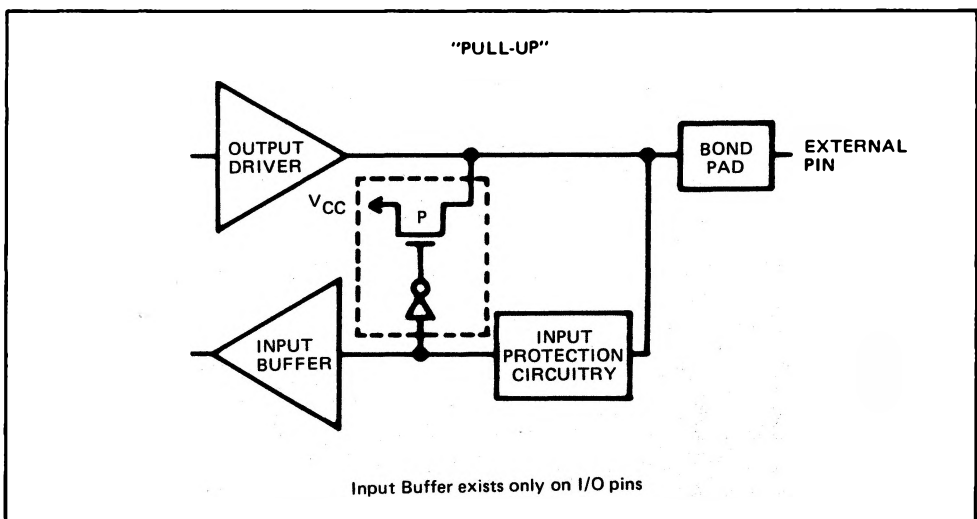 "PULL-UP"
OUTPUT
DRIVER
BOND
PAD
EXTERNAL
PIN
VCC
P
INPUT
BUFFER
INPUT
PROTECTION
CIRCUITRY
Input Buffer exists only on I/O pins